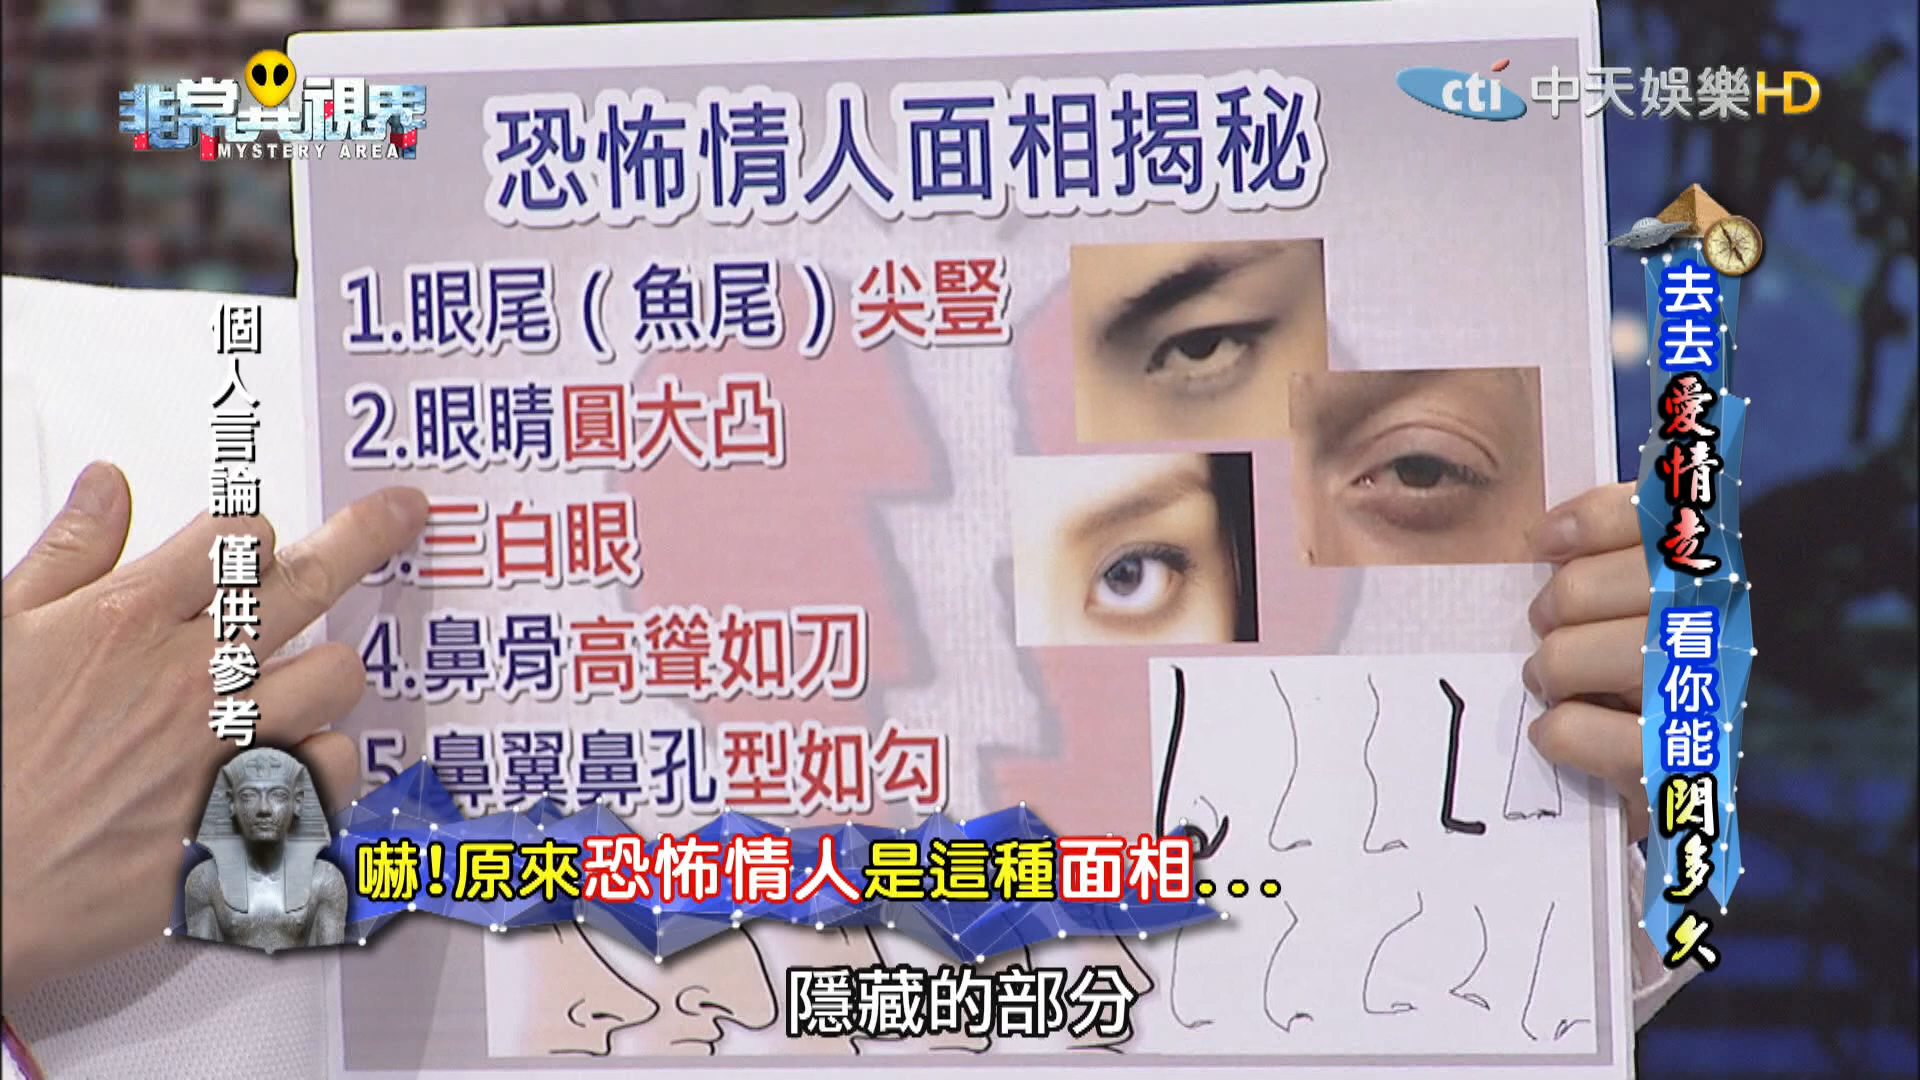 非常異視界
MYSTERY AREA
cti 中天娛樂HD
恐怖情人面相揭秘
1.眼尾(魚尾)尖豎
2.眼睛圓大凸
3.三白眼
4.鼻骨高聳如刀
5.鼻翼鼻孔型如勾
個人言論 僅供參考
去去愛情走 看你能閃多久
嚇!原來恐怖情人是這種面相...
隱藏的部分